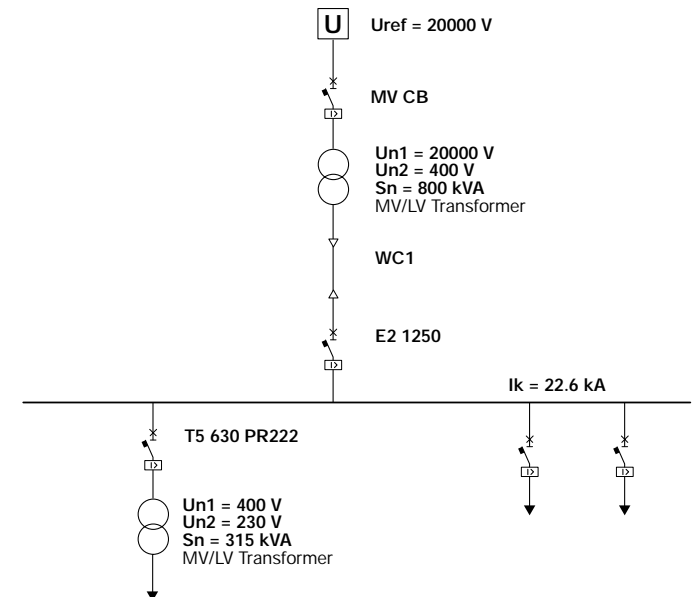 U
Uref = 20000 V
MV CB
I>
Un1 = 20000 V
Un2 = 400 V
Sn = 800 kVA
MV/LV Transformer
WC1
E2 1250
I>
Ik = 22.6 kA
T5 630 PR222
I>
I>
I>
Un1 = 400 V
Un2 = 230 V
Sn = 315 kVA
MV/LV Transformer